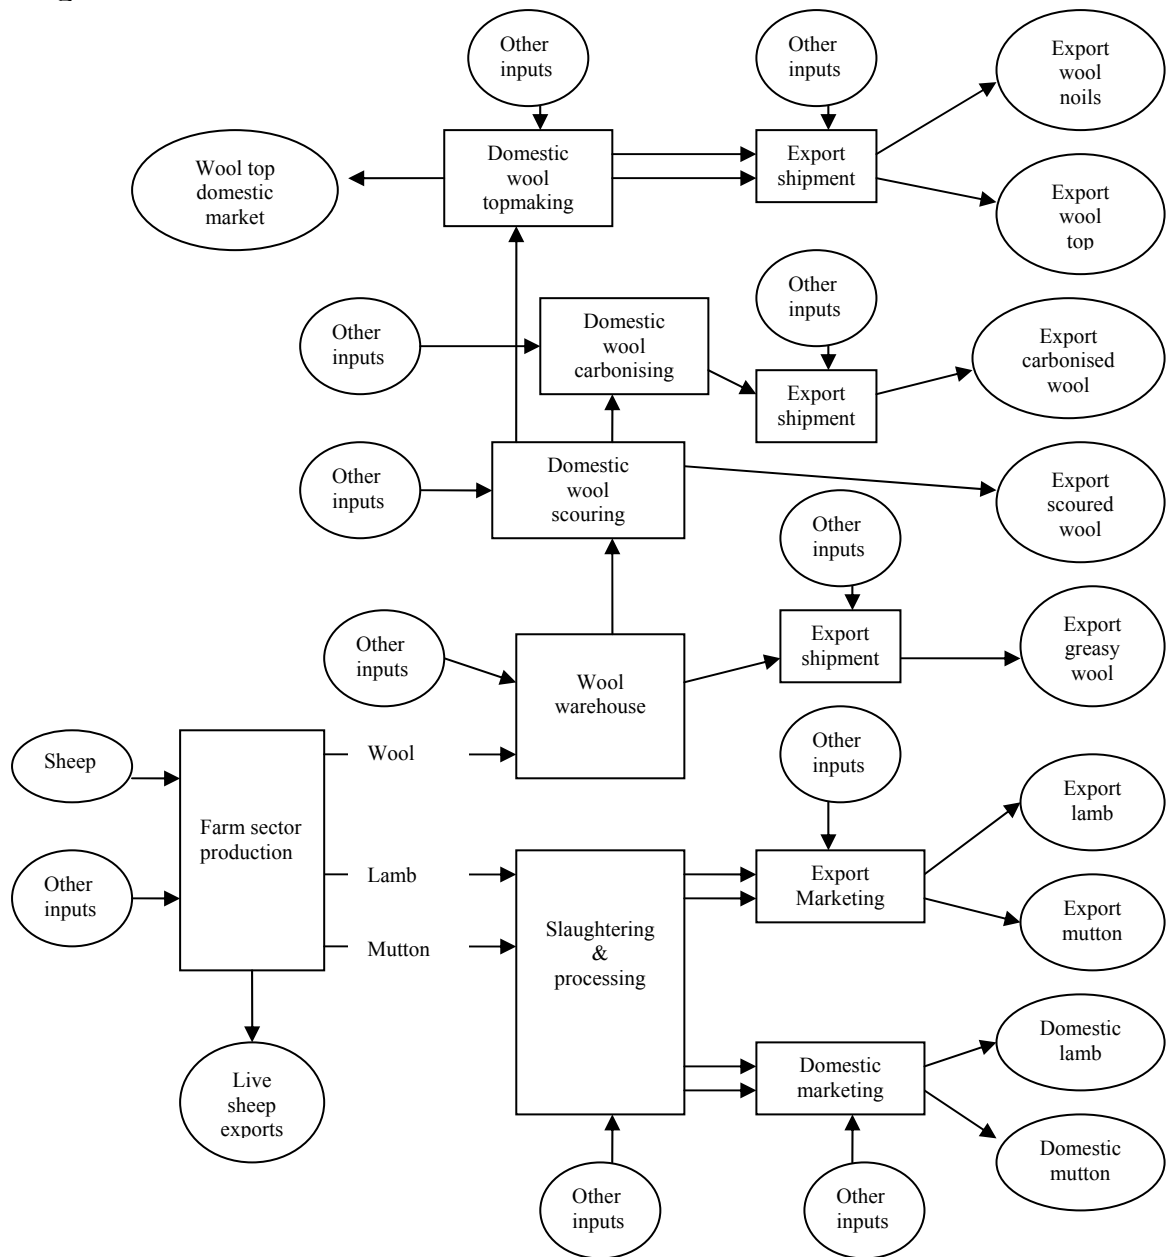 Other
inputs
Other
inputs
Export
wool
noils
Wool top
domestic
market
Domestic
wool
topmaking
Export
shipment
Export
wool
top
Other
inputs
Other
inputs
Domestic
wool
carbonising
Export
shipment
Export
carbonised
wool
Other
inputs
Domestic
wool
scouring
Export
scoured
wool
Other
inputs
Other
inputs
Wool
warehouse
Export
shipment
Export
greasy
wool
Sheep
Other
inputs
Farm sector
production
Wool
Lamb
Mutton
Other
inputs
Export
lamb
Slaughtering
&
processing
Export
Marketing
Export
mutton
Live
sheep
exports
Domestic
marketing
Domestic
lamb
Domestic
mutton
Other
inputs
Other
inputs